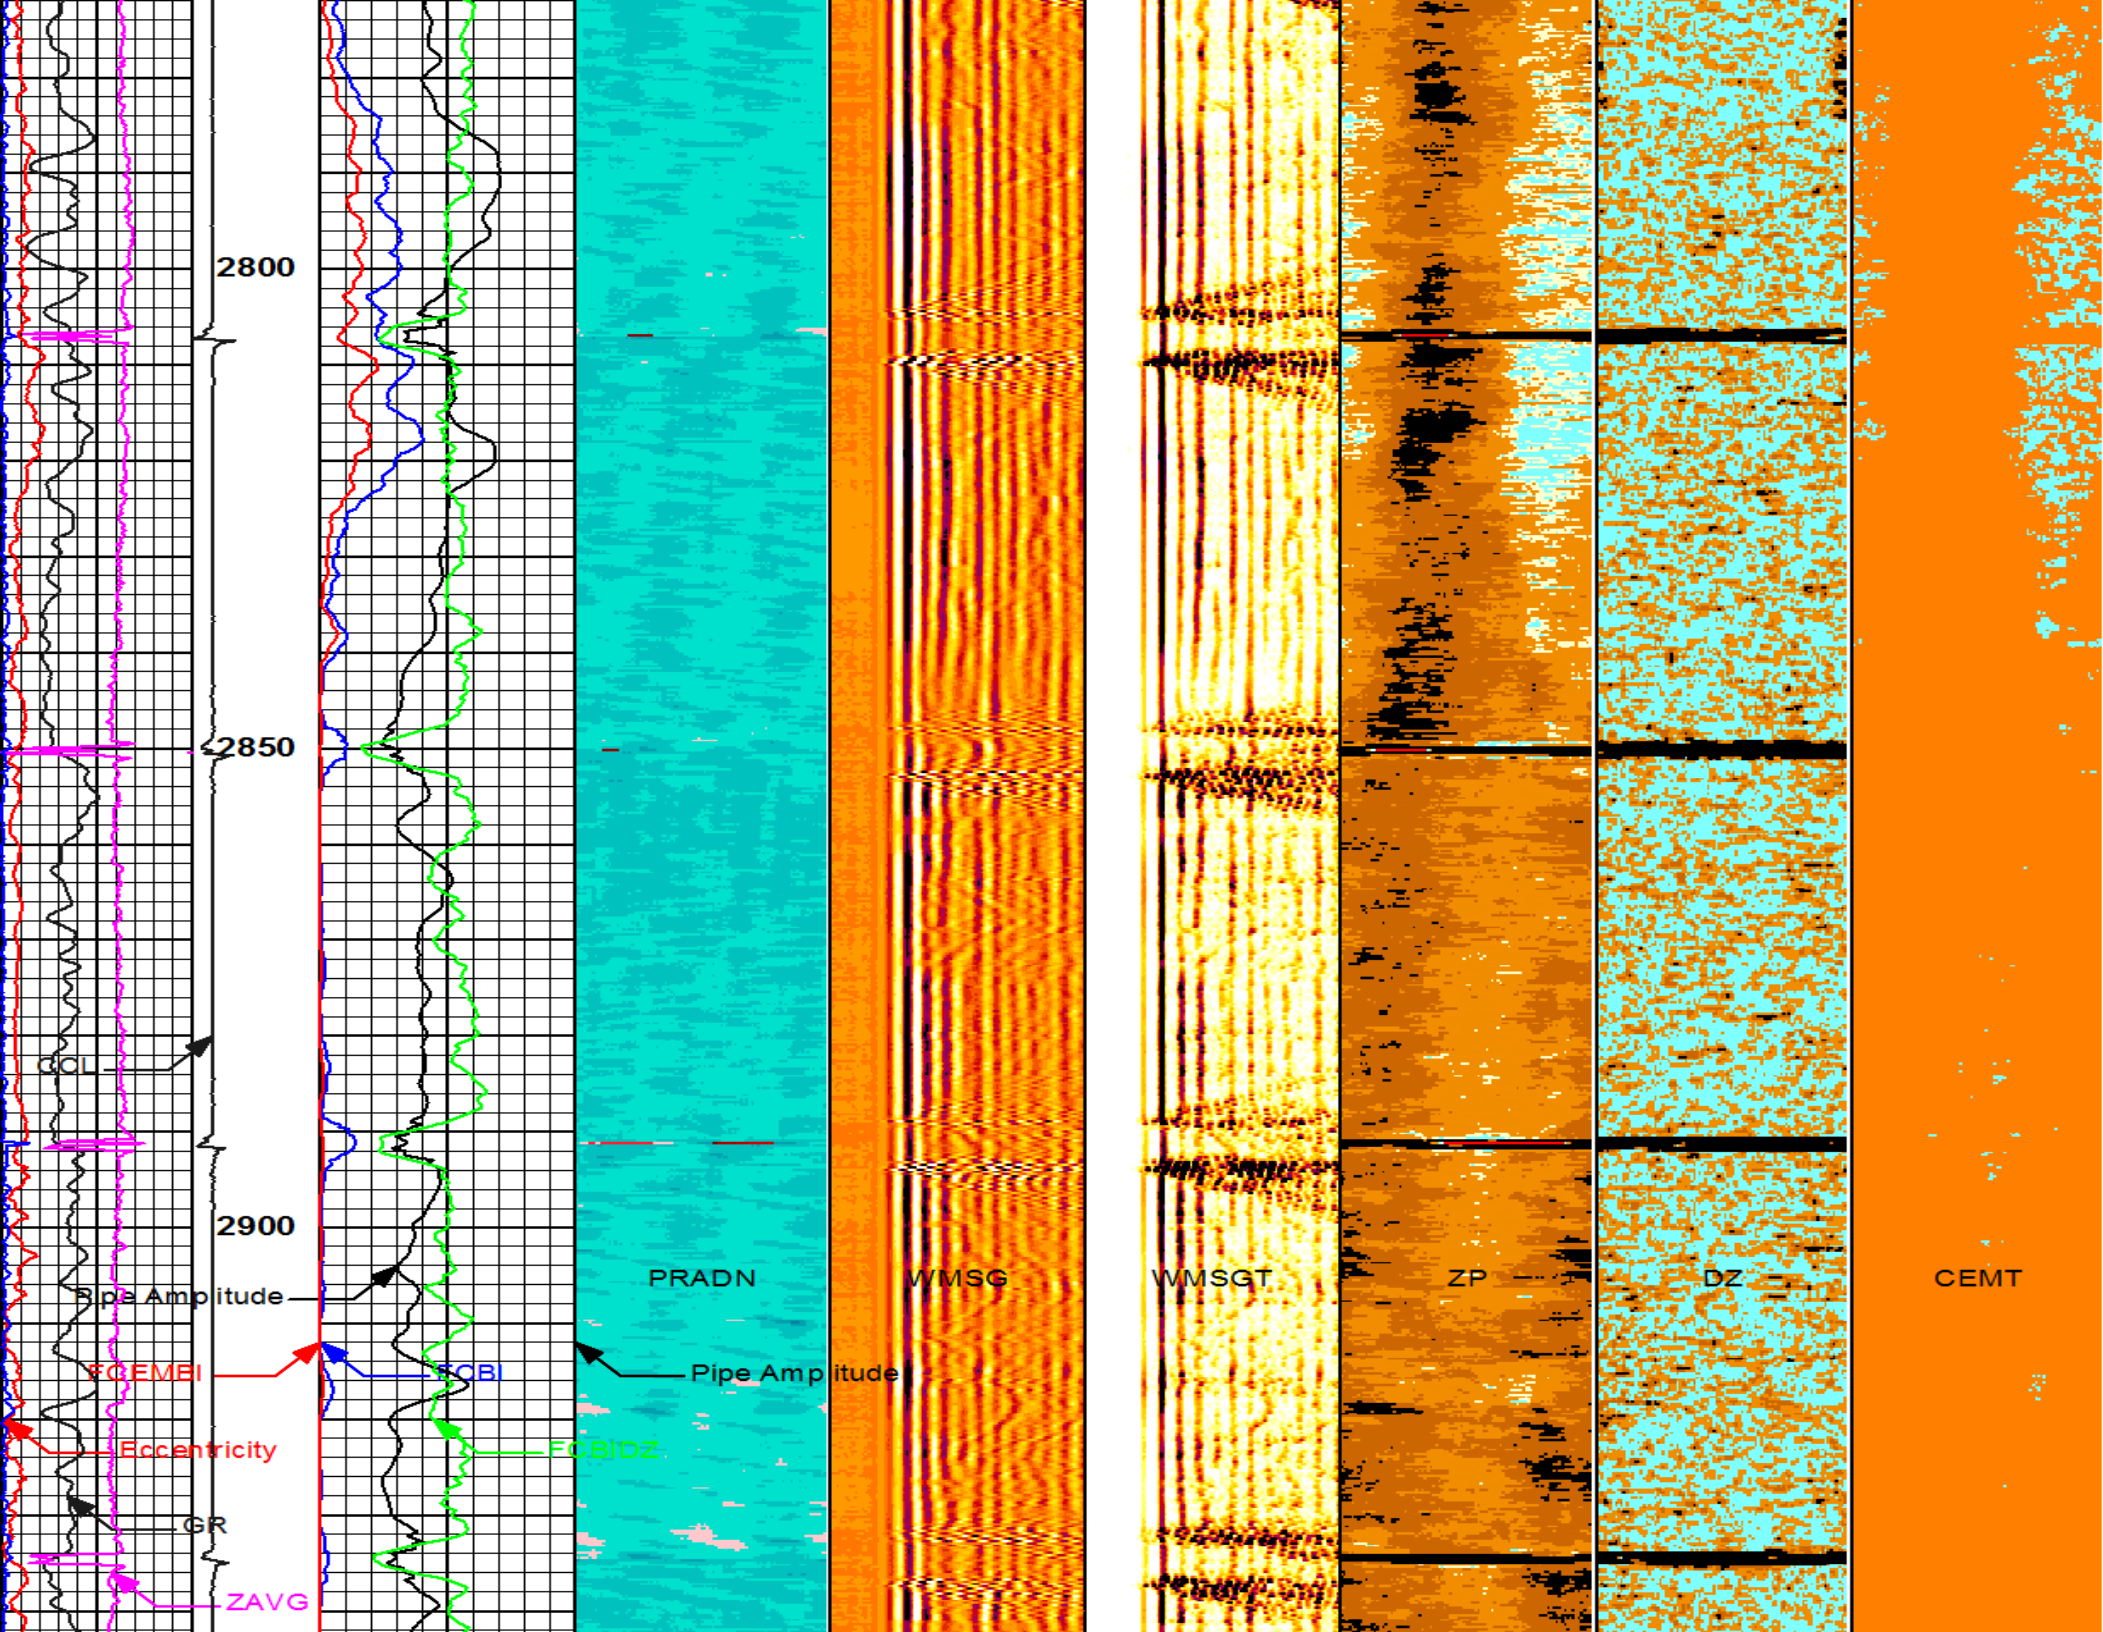 2800
2850
CCL
2900
PRADN
WMSG
WMSGT
ZP
DZ
CEMT
Pipe Amplitude
FCEMBI
FCBI
Pipe Amplitude
Eccentricity
FCBIDZ
GR
ZAVG